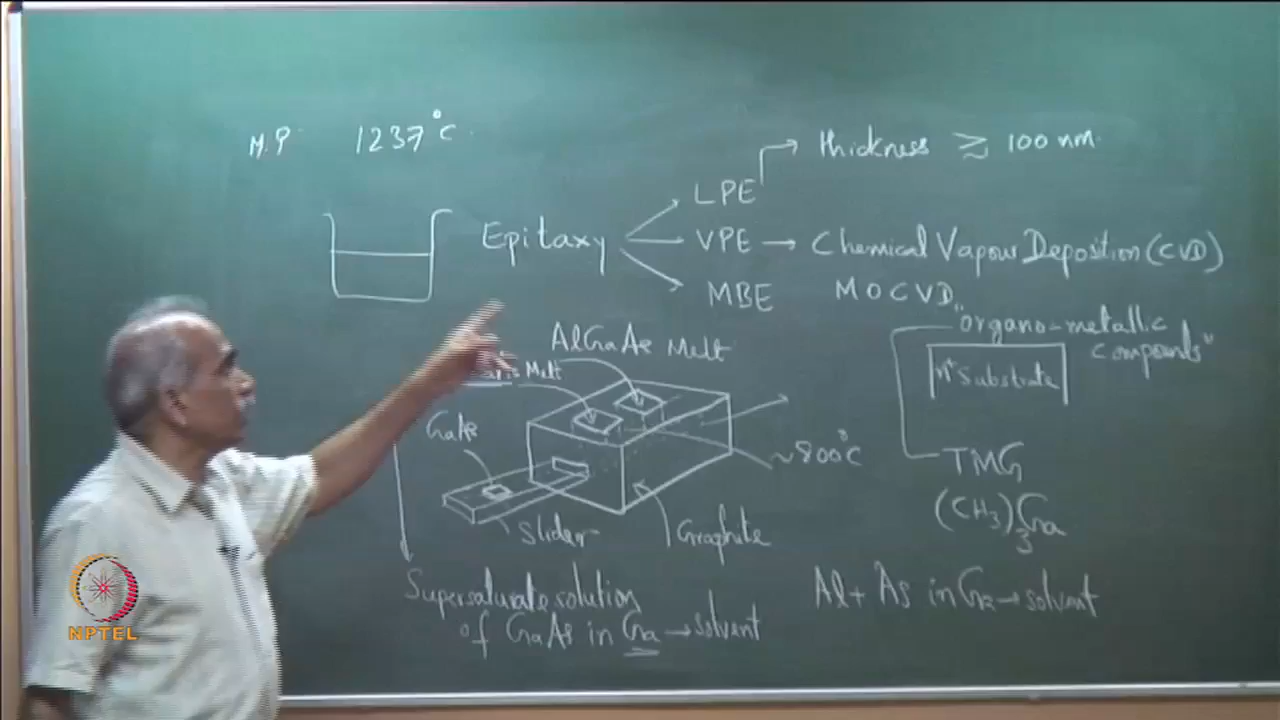 M.P 1237°C
thickness ≳ 100 nm
LPE
Epitaxy
VPE → Chemical Vapour Deposition (CVD)
MBE
MOCVD
"Organo-metallic
compounds"
AlGaAs Melt
Melt
n+ Substrate
GaAs
~800°C
TMG
(CH3)3Ga
Slider
Graphite
Supersaturate solution
of GaAs in Ga → solvent
Al + As in Ga → solvent
NPTEL